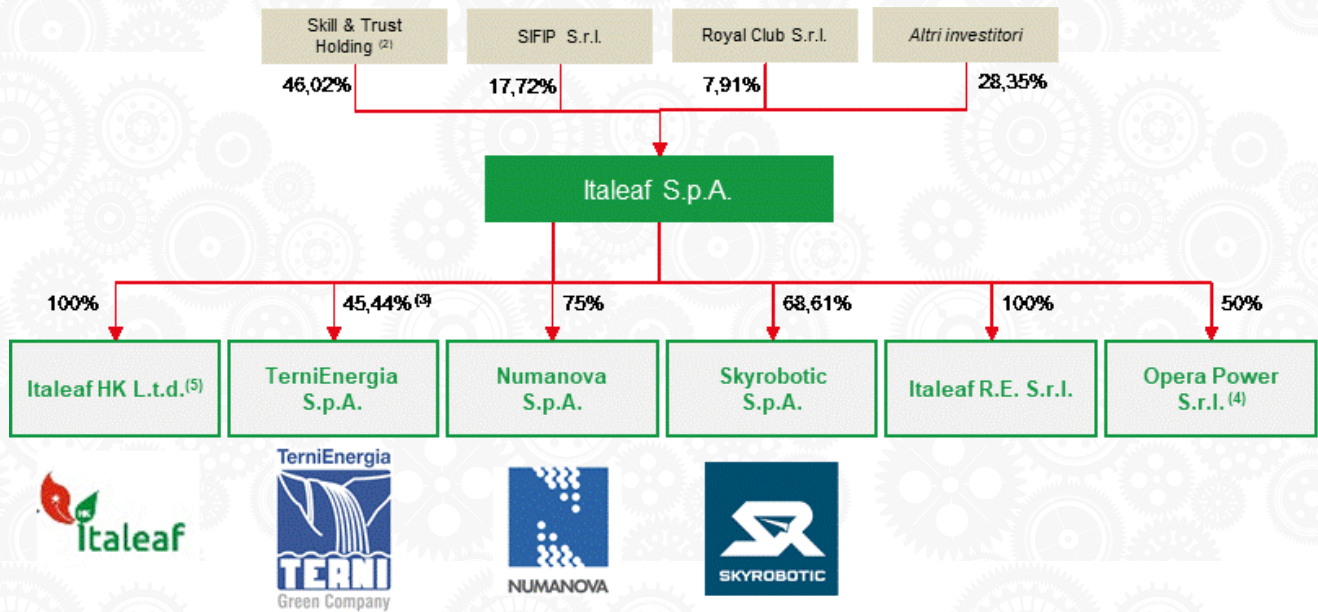 Skill & Trust
Holding (2)
SIFIP S.r.l.
Royal Club S.r.l.
Altri investitori
46,02%
17,72%
7,91%
28,35%
Italeaf S.p.A.
100%
45,44% (3)
75%
68,61%
100%
50%
Italeaf HK L.t.d.(5)
TerniEnergia
S.p.A.
Numanova
S.p.A.
Skyrobotic
S.p.A.
Italeaf R.E. S.r.l.
Opera Power
S.r.l. (4)
HK
Italeaf
TerniEnergia
TERNI
Green Company
NUMANOVA
SR
SKYROBOTIC